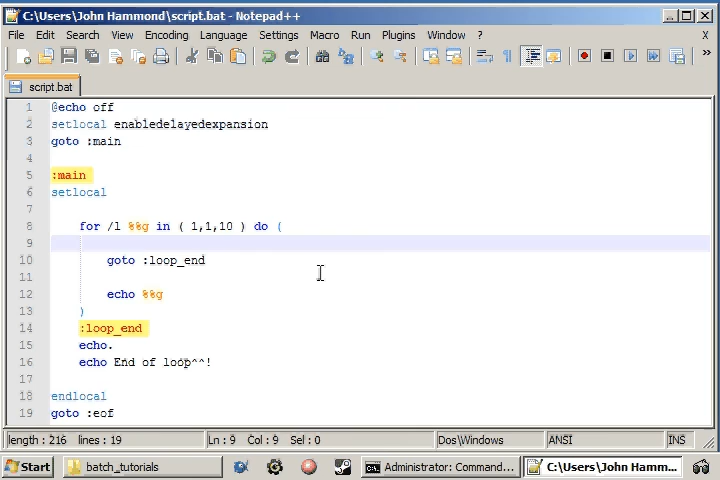 C:\Users\John Hammond\script.bat - Notepad++
File Edit Search View Encoding Language Settings Macro Run Plugins Window ? X
script.bat
1 @echo off
2 setlocal enabledelayedexpansion
3 goto :main
4
5 :main
6 setlocal
7
8 for /l %%g in ( 1,1,10 ) do (
9
10 goto :loop_end
11
12 echo %%g
13 )
14 :loop_end
15 echo.
16 echo End of loop^^!
17
18 endlocal
19 goto :eof
length : 216 lines : 19 Ln : 9 Col : 9 Sel : 0 Dos\Windows ANSI INS
Start batch_tutorials Administrator: Command... C:\Users\John Hamm...